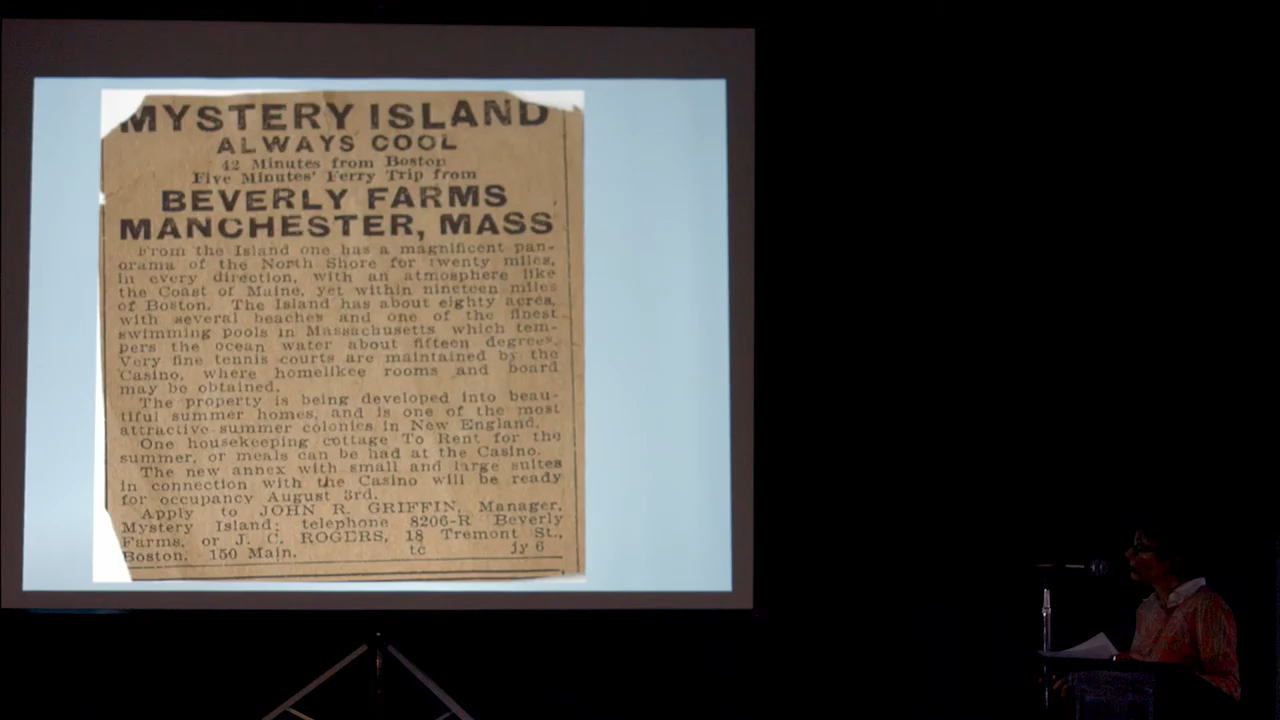 MYSTERY ISLAND
ALWAYS COOL
42 Minutes from Boston
Five Minutes' Ferry Trip from
BEVERLY FARMS
MANCHESTER, MASS
From the Island one has a magnificent pan-
orama of the North Shore for twenty miles,
in every direction, with an atmosphere like
the Coast of Maine, yet within nineteen miles
of Boston. The Island has about eighty acres,
with several beaches and one of the finest
swimming pools in Massachusetts which tem-
pers the ocean water about fifteen degrees.
Very fine tennis courts are maintained by the
Casino, where homelikee rooms and board
may be obtained.
The property is being developed into beau-
tiful summer homes, and is one of the most
attractive summer colonies in New England.
One housekeeping cottage To Rent for the
summer, or meals can be had at the Casino.
The new annex with small and large suites
in connection with the Casino will be ready
for occupancy August 3rd.
Apply to JOHN R. GRIFFIN, Manager,
Mystery Island; telephone 8206-R Beverly
Farms, or J. C. ROGERS, 18 Tremont St.,
Boston. 150 Main. tc jy 6